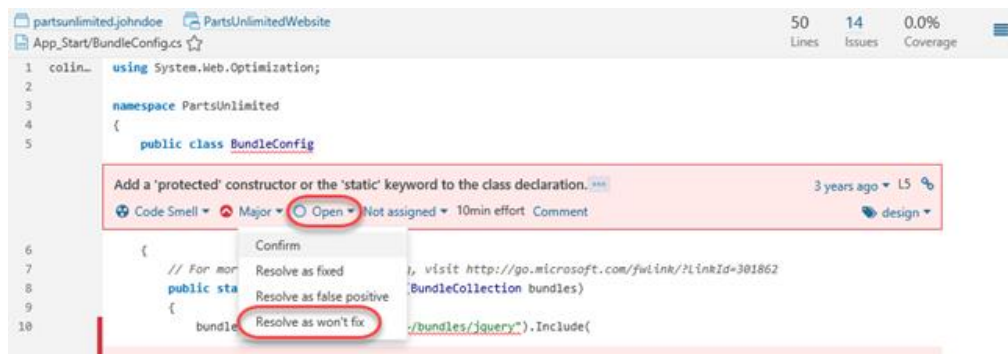 partsunlimited.johndoe PartsUnlimitedWebsite 50 14 0.0%
App_Start/BundleConfig.cs Lines Issues Coverage
1 colin… using System.Web.Optimization;
2
3 namespace PartsUnlimited
4 {
5 public class BundleConfig
Add a 'protected' constructor or the 'static' keyword to the class declaration. ... 3 years ago L5
Code Smell Major Open Not assigned 10min effort Comment design
Confirm
Resolve as fixed
Resolve as false positive
Resolve as won't fix
6 {
7 // For mor , visit http://go.microsoft.com/fwlink/?LinkId=301862
8 public sta (BundleCollection bundles)
9 {
10 bundle ~/bundles/jquery").Include(